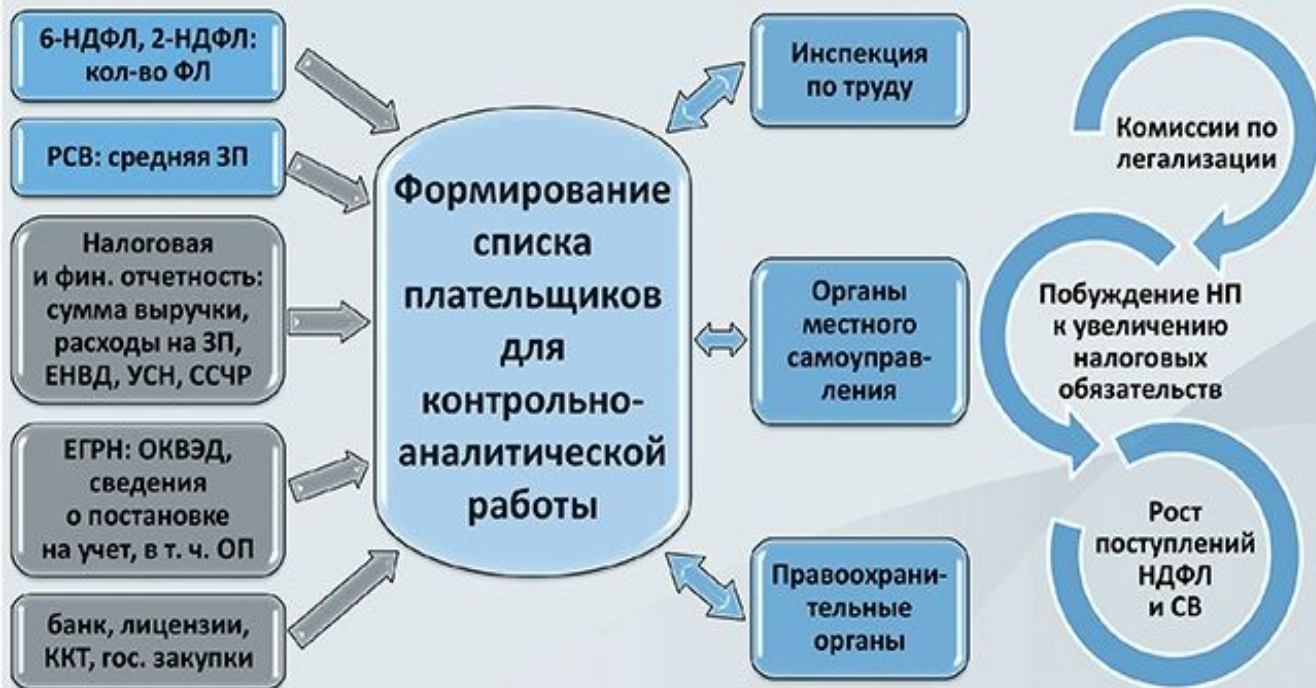 6-НДФЛ, 2-НДФЛ:
кол-во ФЛ
РСВ: средняя ЗП
Налоговая
и фин. отчетность:
сумма выручки,
расходы на ЗП,
ЕНВД, УСН, ССЧР
ЕГРН: ОКВЭД,
сведения
о постановке
на учет, в т. ч. ОП
банк, лицензии,
ККТ, гос. закупки
Формирование
списка
плательщиков
для
контрольно-
аналитической
работы
Инспекция
по труду
Органы
местного
самоуправ-
ления
Правоохрани-
тельные
органы
Комиссии по
легализации
Побуждение НП
к увеличению
налоговых
обязательств
Рост
поступлений
НДФЛ
и СВ